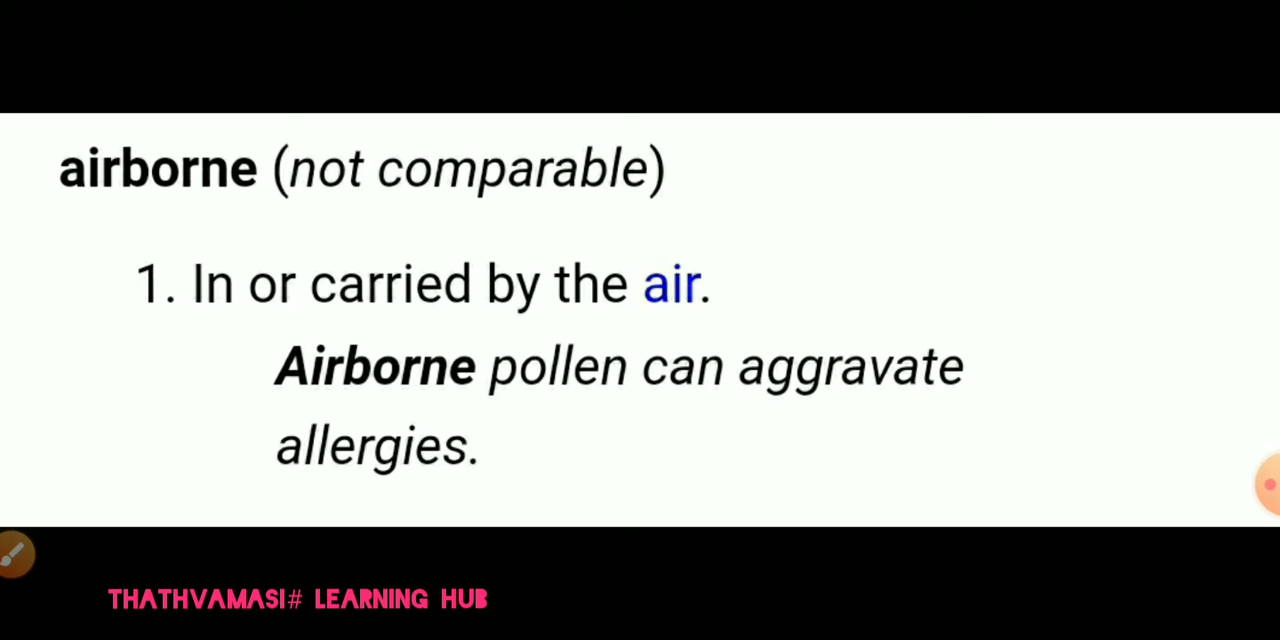 airborne (not comparable)
1. In or carried by the air.
Airborne pollen can aggravate
allergies.
THATHVAMASI# LEARNING HUB